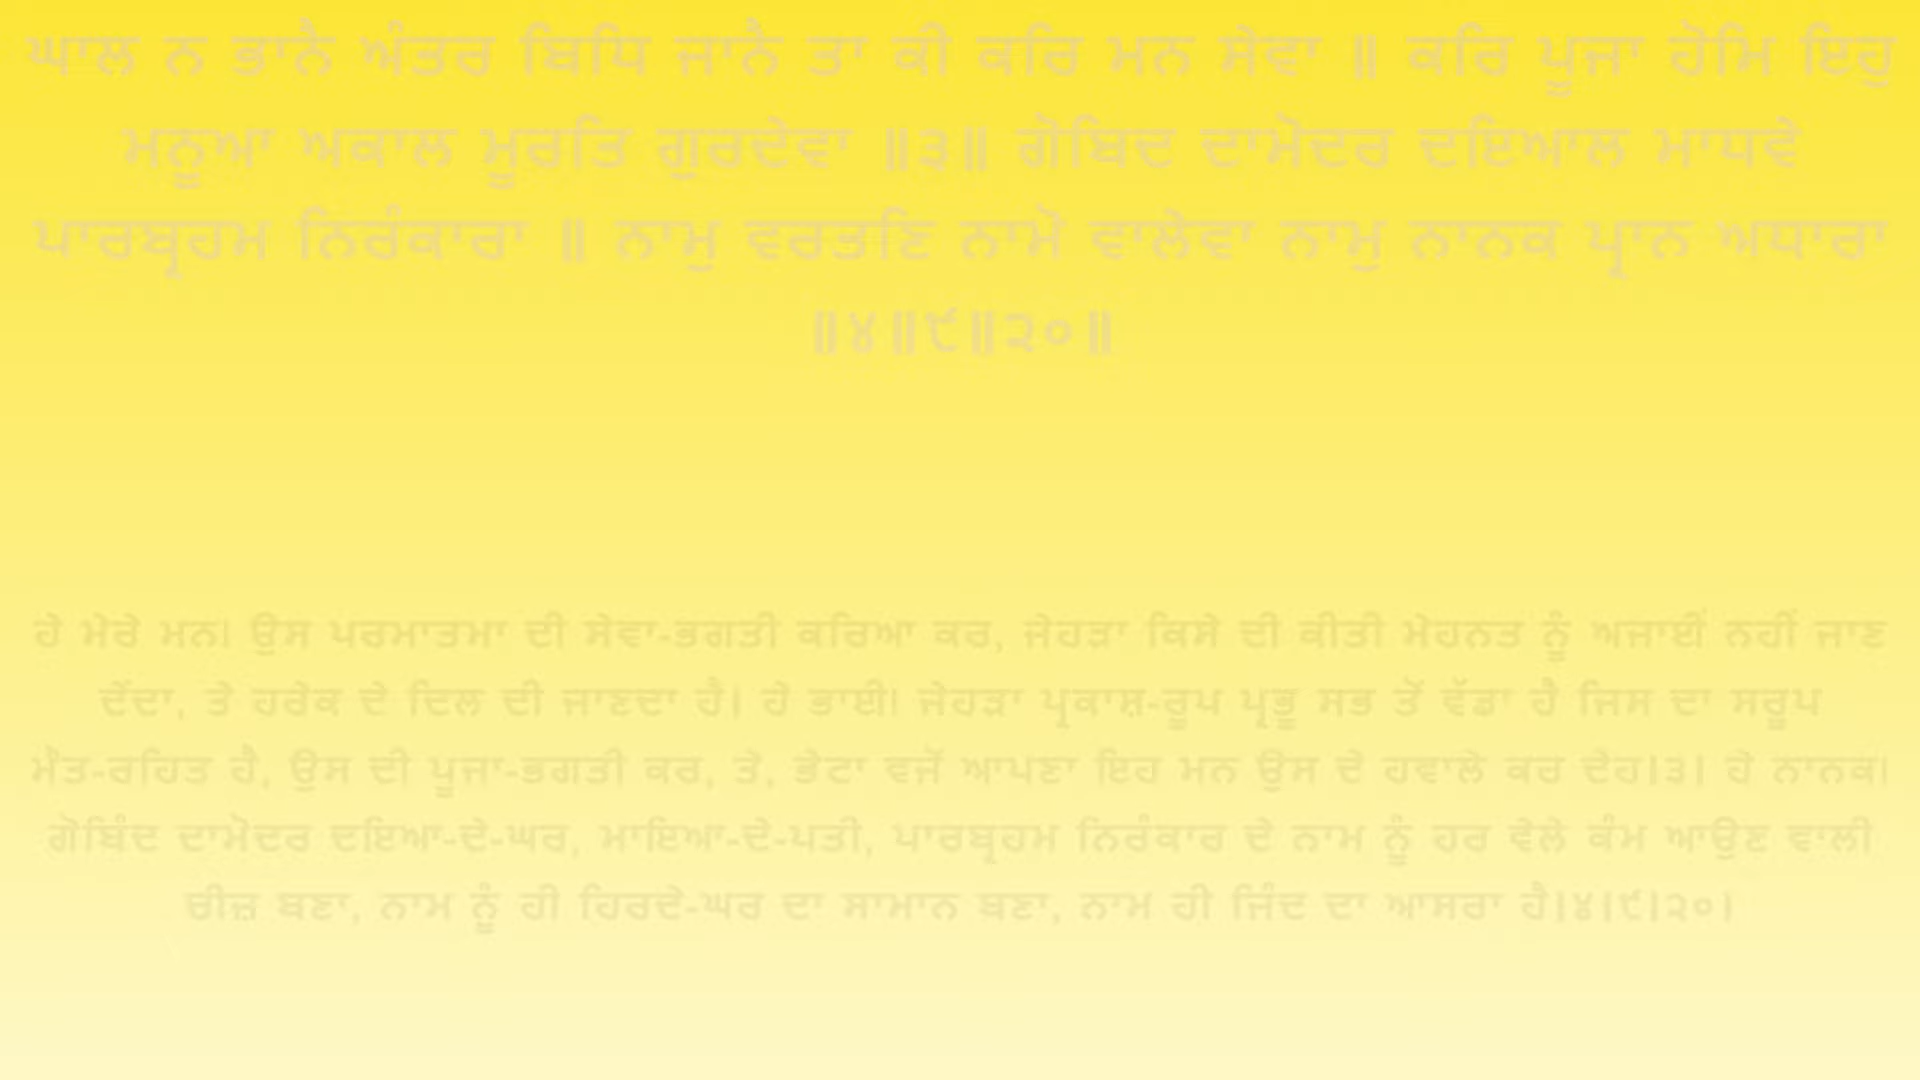 ਘਾਲ ਨ ਭਾਨੈ ਅੰਤਰ ਬਿਧਿ ਜਾਨੈ ਤਾ ਕੀ ਕਰਿ ਮਨ ਸੇਵਾ ॥ ਕਰਿ ਪੂਜਾ ਹੋਮਿ ਇਹੁ
ਮਨੂਆ ਅਕਾਲ ਮੂਰਤਿ ਗੁਰਦੇਵਾ ॥੩॥ ਗੋਬਿਦ ਦਾਮੋਦਰ ਦਇਆਲ ਮਾਧਵੇ
ਪਾਰਬ੍ਰਹਮ ਨਿਰੰਕਾਰਾ ॥ ਨਾਮੁ ਵਰਤਣਿ ਨਾਮੋ ਵਾਲੇਵਾ ਨਾਮੁ ਨਾਨਕ ਪ੍ਰਾਨ ਅਧਾਰਾ
॥੪॥੯॥੨੦॥
ਹੇ ਮੇਰੇ ਮਨ! ਉਸ ਪਰਮਾਤਮਾ ਦੀ ਸੇਵਾ-ਭਗਤੀ ਕਰਿਆ ਕਰ, ਜੇਹੜਾ ਕਿਸੇ ਦੀ ਕੀਤੀ ਮੇਹਨਤ ਨੂੰ ਅਜਾਈਂ ਨਹੀਂ ਜਾਣ
ਦੇਂਦਾ, ਤੇ ਹਰੇਕ ਦੇ ਦਿਲ ਦੀ ਜਾਣਦਾ ਹੈ। ਹੇ ਭਾਈ! ਜੇਹੜਾ ਪ੍ਰਕਾਸ਼-ਰੂਪ ਪ੍ਰਭੂ ਸਭ ਤੋਂ ਵੱਡਾ ਹੈ ਜਿਸ ਦਾ ਸਰੂਪ
ਮੌਤ-ਰਹਿਤ ਹੈ, ਉਸ ਦੀ ਪੂਜਾ-ਭਗਤੀ ਕਰ, ਤੇ, ਭੇਟਾ ਵਜੋਂ ਆਪਣਾ ਇਹ ਮਨ ਉਸ ਦੇ ਹਵਾਲੇ ਕਰ ਦੇਹ।੩। ਹੇ ਨਾਨਕ!
ਗੋਬਿੰਦ ਦਾਮੋਦਰ ਦਇਆ-ਦੇ-ਘਰ, ਮਾਇਆ-ਦੇ-ਪਤੀ, ਪਾਰਬ੍ਰਹਮ ਨਿਰੰਕਾਰ ਦੇ ਨਾਮ ਨੂੰ ਹਰ ਵੇਲੇ ਕੰਮ ਆਉਣ ਵਾਲੀ
ਚੀਜ਼ ਬਣਾ, ਨਾਮ ਨੂੰ ਹੀ ਹਿਰਦੇ-ਘਰ ਦਾ ਸਾਮਾਨ ਬਣਾ, ਨਾਮ ਹੀ ਜਿੰਦ ਦਾ ਆਸਰਾ ਹੈ।੪।੯।੨੦।